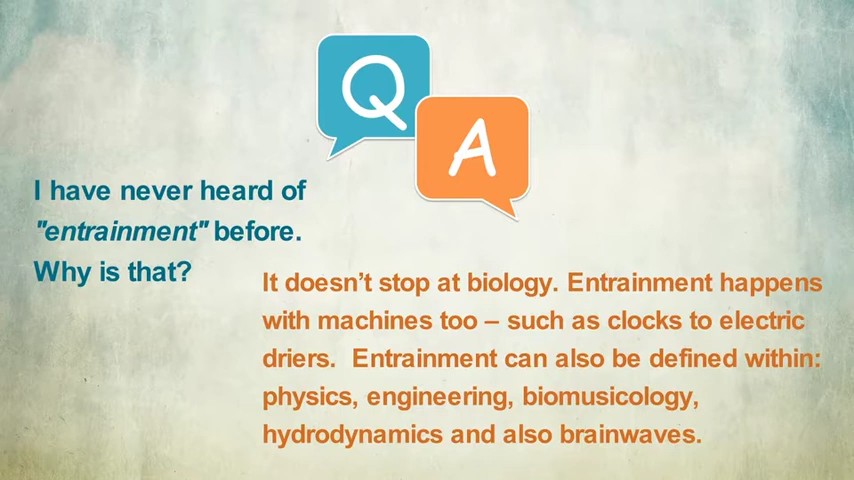 Q
A
I have never heard of
"entrainment" before.
Why is that?
It doesn’t stop at biology. Entrainment happens
with machines too – such as clocks to electric
driers.  Entrainment can also be defined within:
physics, engineering, biomusicology,
hydrodynamics and also brainwaves.